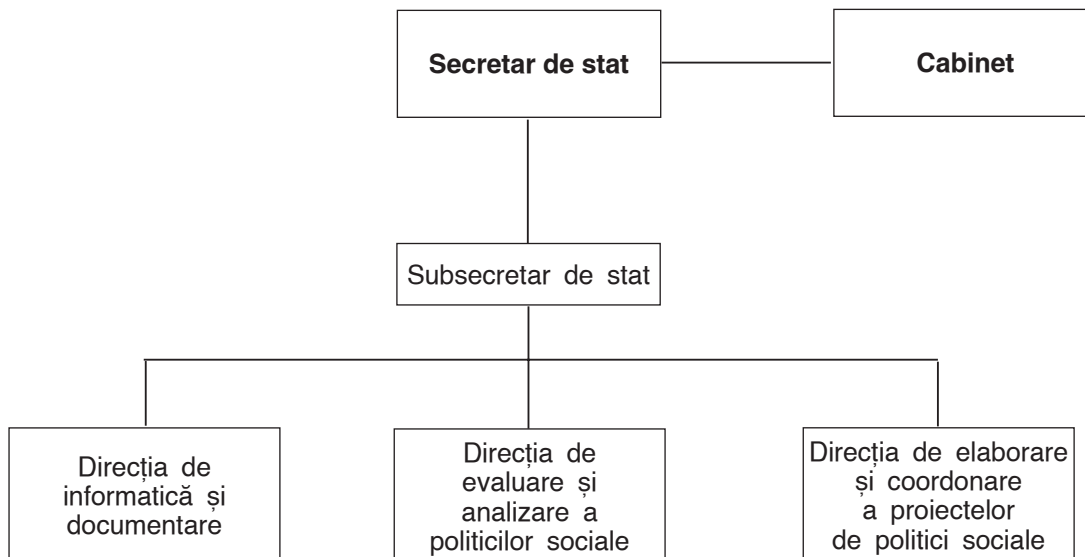 Secretar de stat
Cabinet
Subsecretar de stat
Direcția de
informatică și
documentare
Direcția de
evaluare și
analizare a
politicilor sociale
Direcția de elaborare
și coordonare
a proiectelor
de politici sociale